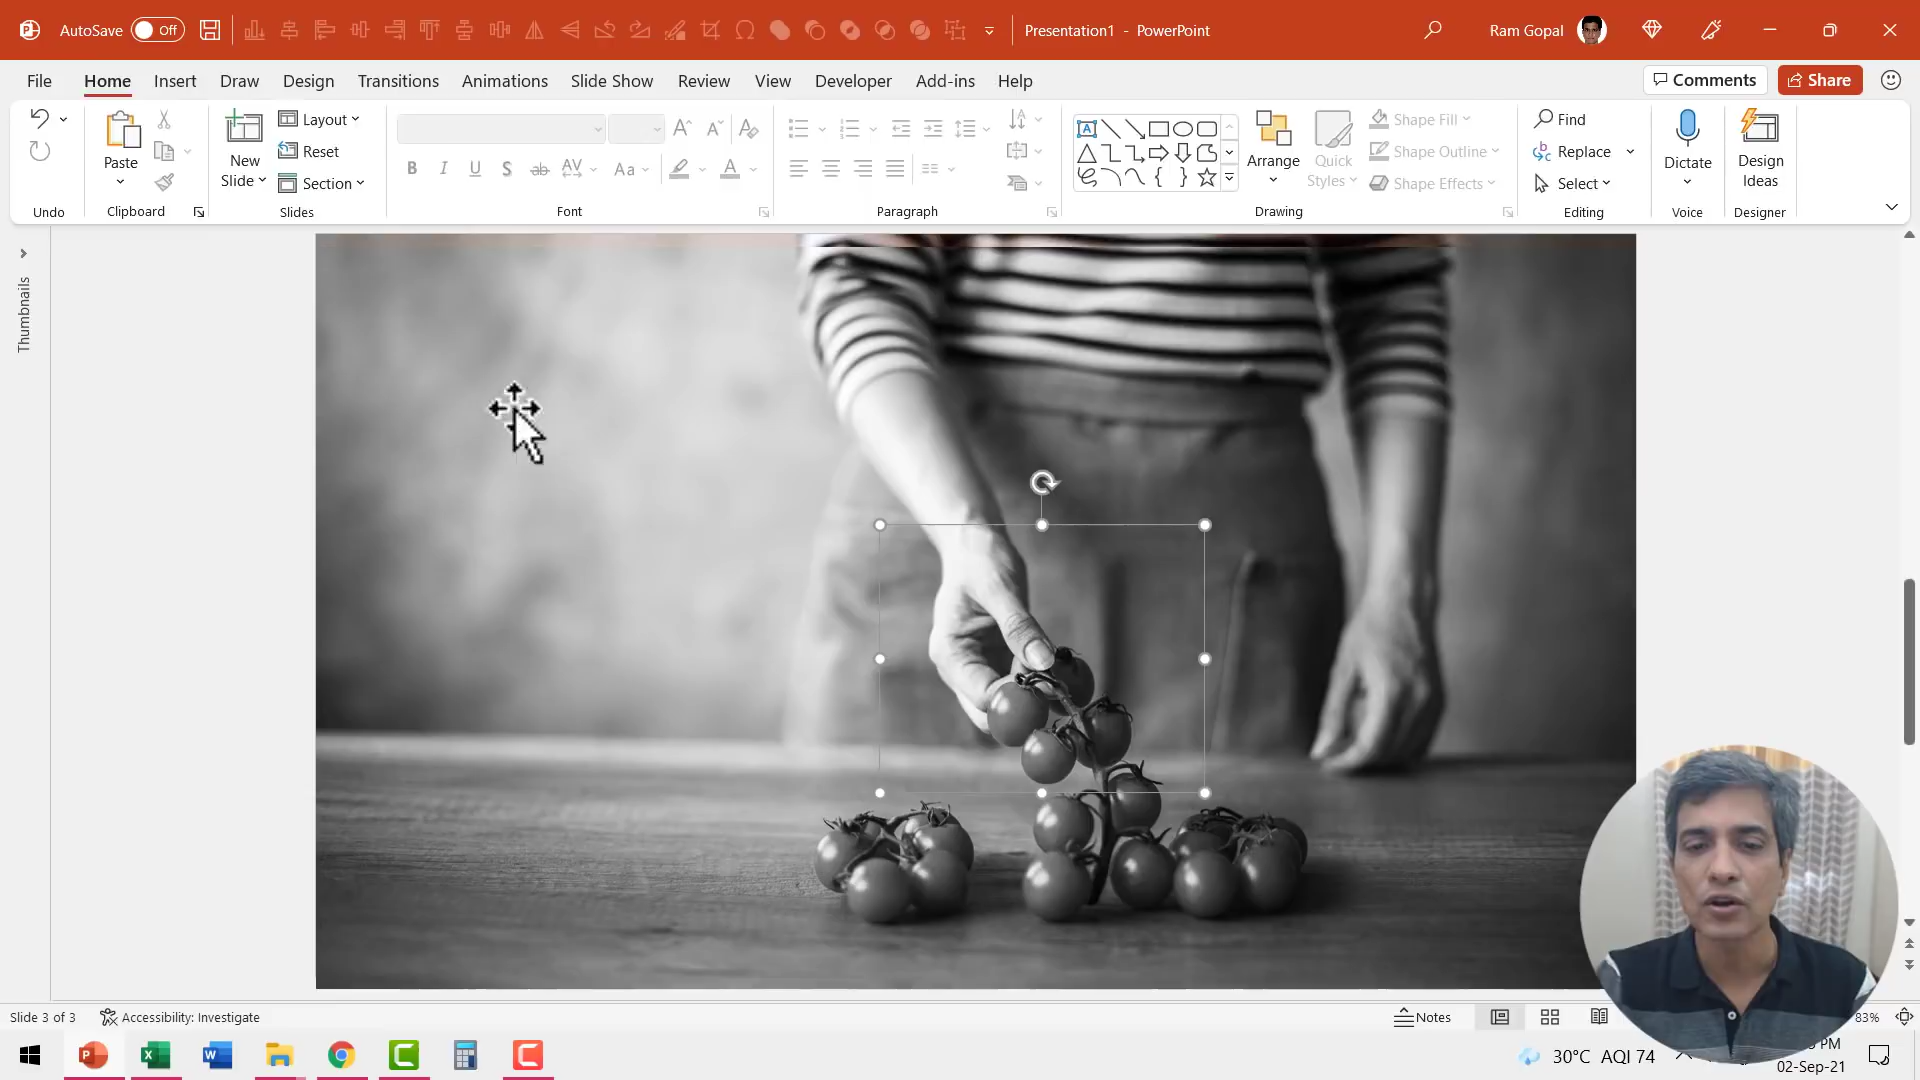 AutoSave Off
Presentation1 - PowerPoint
Ram Gopal
File Home Insert Draw Design Transitions Animations Slide Show Review View Developer Add-ins Help
Comments Share
Paste
New Slide
Layout
Reset
Section
Aa
Arrange
Quick Styles
Shape Fill
Shape Outline
Shape Effects
Find
Replace
Select
Dictate
Design Ideas
Undo Clipboard Slides Font Paragraph Drawing Editing Voice Designer
Thumbnails
Slide 3 of 3 Accessibility: Investigate
Notes
83%
30°C AQI 74
PM
02-Sep-21